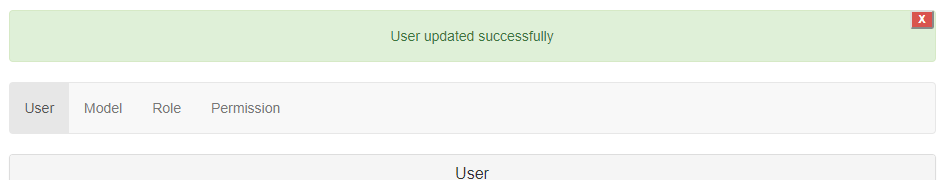 X
User updated successfully
User Model Role Permission
User